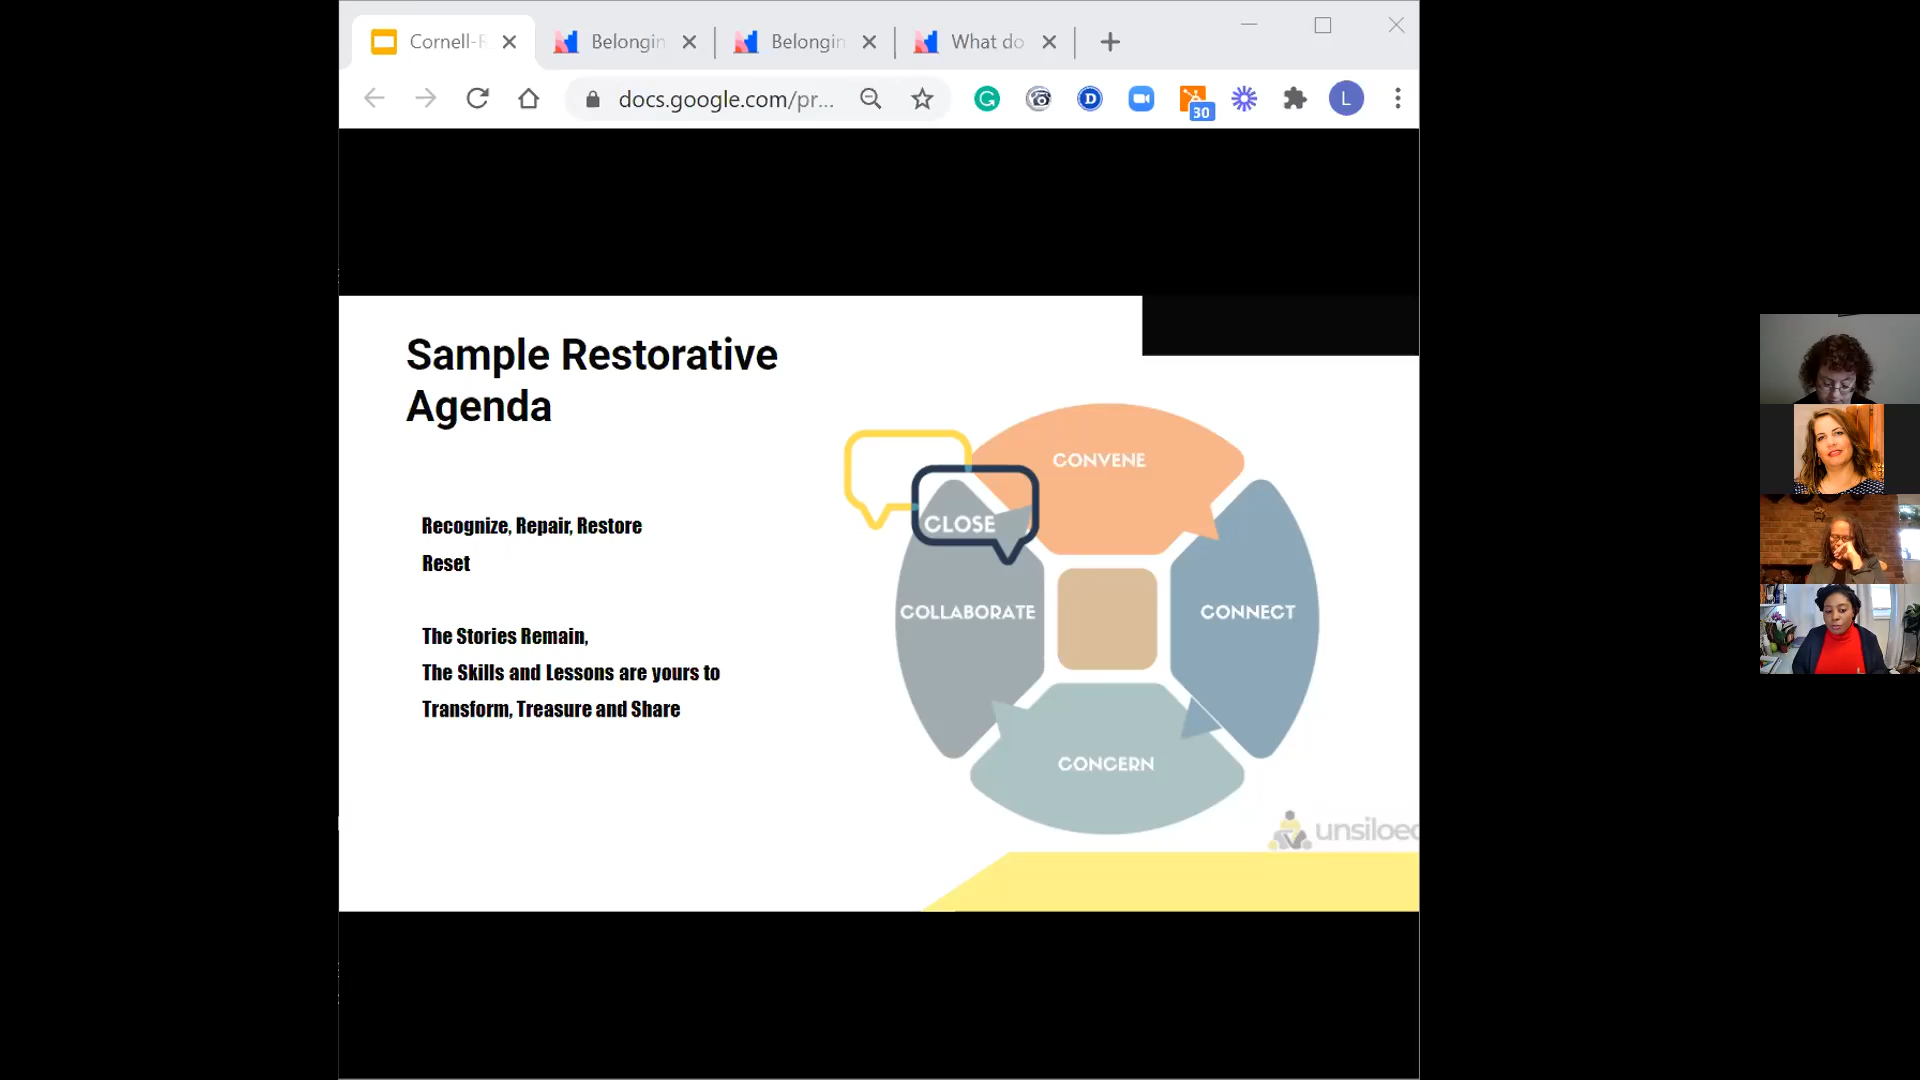 Cornell-R
Belongin
Belongin
What do
docs.google.com/pr...
30
L
Sample Restorative
Agenda
Recognize, Repair, Restore
Reset
The Stories Remain,
The Skills and Lessons are yours to
Transform, Treasure and Share
CONVENE
CLOSE
COLLABORATE
CONNECT
CONCERN
unsiloed